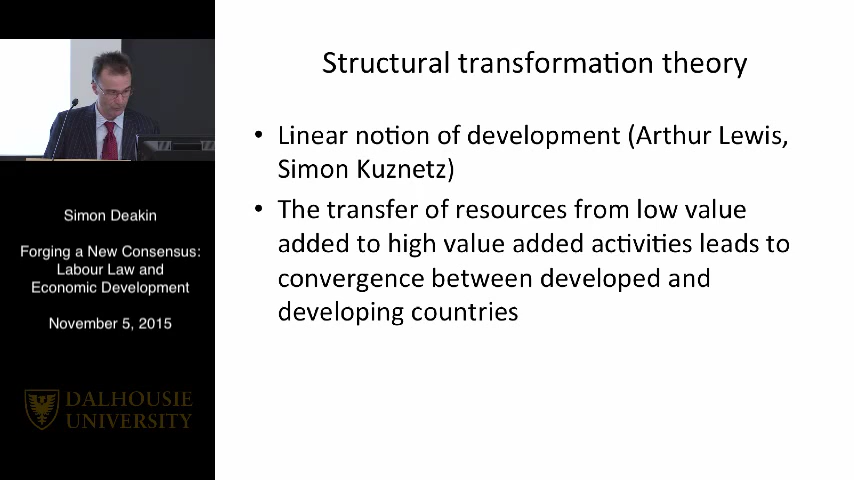 Structural transformation theory
• Linear notion of development (Arthur Lewis,
Simon Kuznetz)
• The transfer of resources from low value
added to high value added activities leads to
convergence between developed and
developing countries
Simon Deakin
Forging a New Consensus:
Labour Law and
Economic Development
November 5, 2015
DALHOUSIE
UNIVERSITY